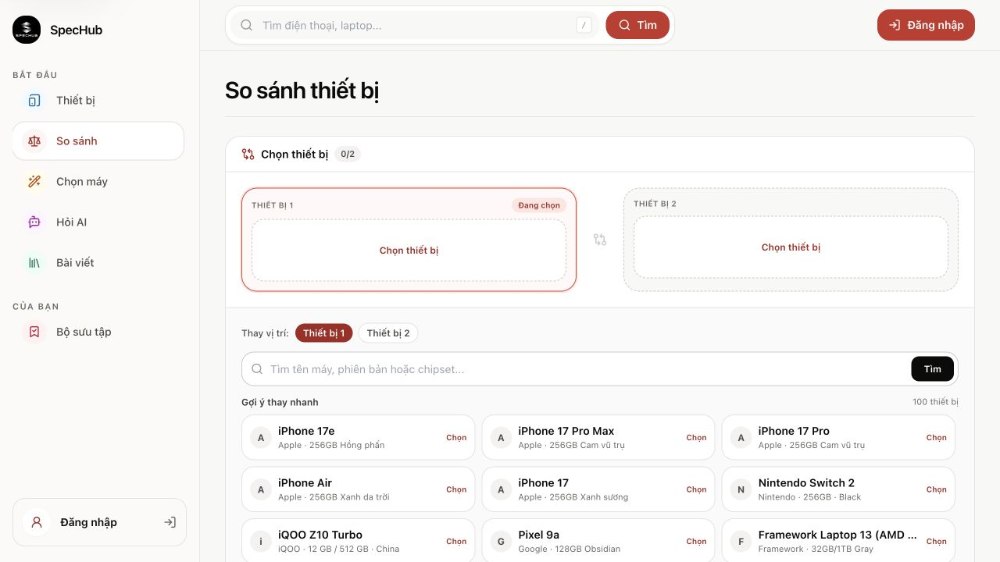 SPECHUB
SpecHub
BẮT ĐẦU
Thiết bị
So sánh
Chọn máy
Hỏi AI
Bài viết
CỦA BẠN
Bộ sưu tập
Đăng nhập
Tìm điện thoại, laptop...
/
Tìm
Đăng nhập
So sánh thiết bị
Chọn thiết bị 0/2
THIẾT BỊ 1
Đang chọn
Chọn thiết bị
THIẾT BỊ 2
Chọn thiết bị
Thay vị trí: Thiết bị 1 Thiết bị 2
Tìm tên máy, phiên bản hoặc chipset...
Tìm
Gợi ý thay nhanh
100 thiết bị
A
iPhone 17e
Apple · 256GB Hồng phấn
Chọn
A
iPhone 17 Pro Max
Apple · 256GB Cam vũ trụ
Chọn
A
iPhone 17 Pro
Apple · 256GB Cam vũ trụ
Chọn
A
iPhone Air
Apple · 256GB Xanh da trời
Chọn
A
iPhone 17
Apple · 256GB Xanh sương
Chọn
N
Nintendo Switch 2
Nintendo · 256GB · Black
Chọn
i
iQOO Z10 Turbo
iQOO · 12 GB / 512 GB · China
Chọn
G
Pixel 9a
Google · 128GB Obsidian
Chọn
F
Framework Laptop 13 (AMD ...
Framework · 32GB/1TB Gray
Chọn